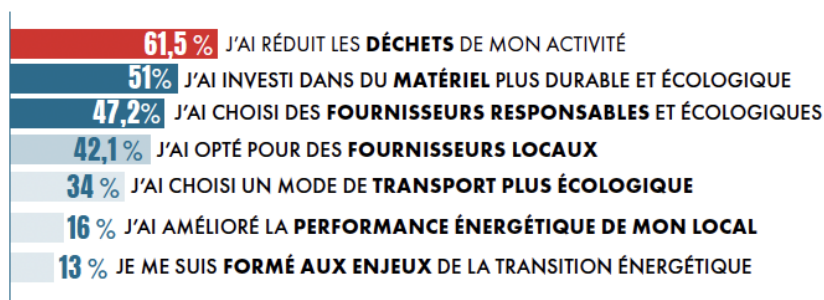 61,5 % J'AI RÉDUIT LES DÉCHETS DE MON ACTIVITÉ
51% J'AI INVESTI DANS DU MATÉRIEL PLUS DURABLE ET ÉCOLOGIQUE
47,2% J'AI CHOISI DES FOURNISSEURS RESPONSABLES ET ÉCOLOGIQUES
42,1 % J'AI OPTÉ POUR DES FOURNISSEURS LOCAUX
34 % J'AI CHOISI UN MODE DE TRANSPORT PLUS ÉCOLOGIQUE
16 % J'AI AMÉLIORÉ LA PERFORMANCE ÉNERGÉTIQUE DE MON LOCAL
13 % JE ME SUIS FORMÉ AUX ENJEUX DE LA TRANSITION ÉNERGÉTIQUE